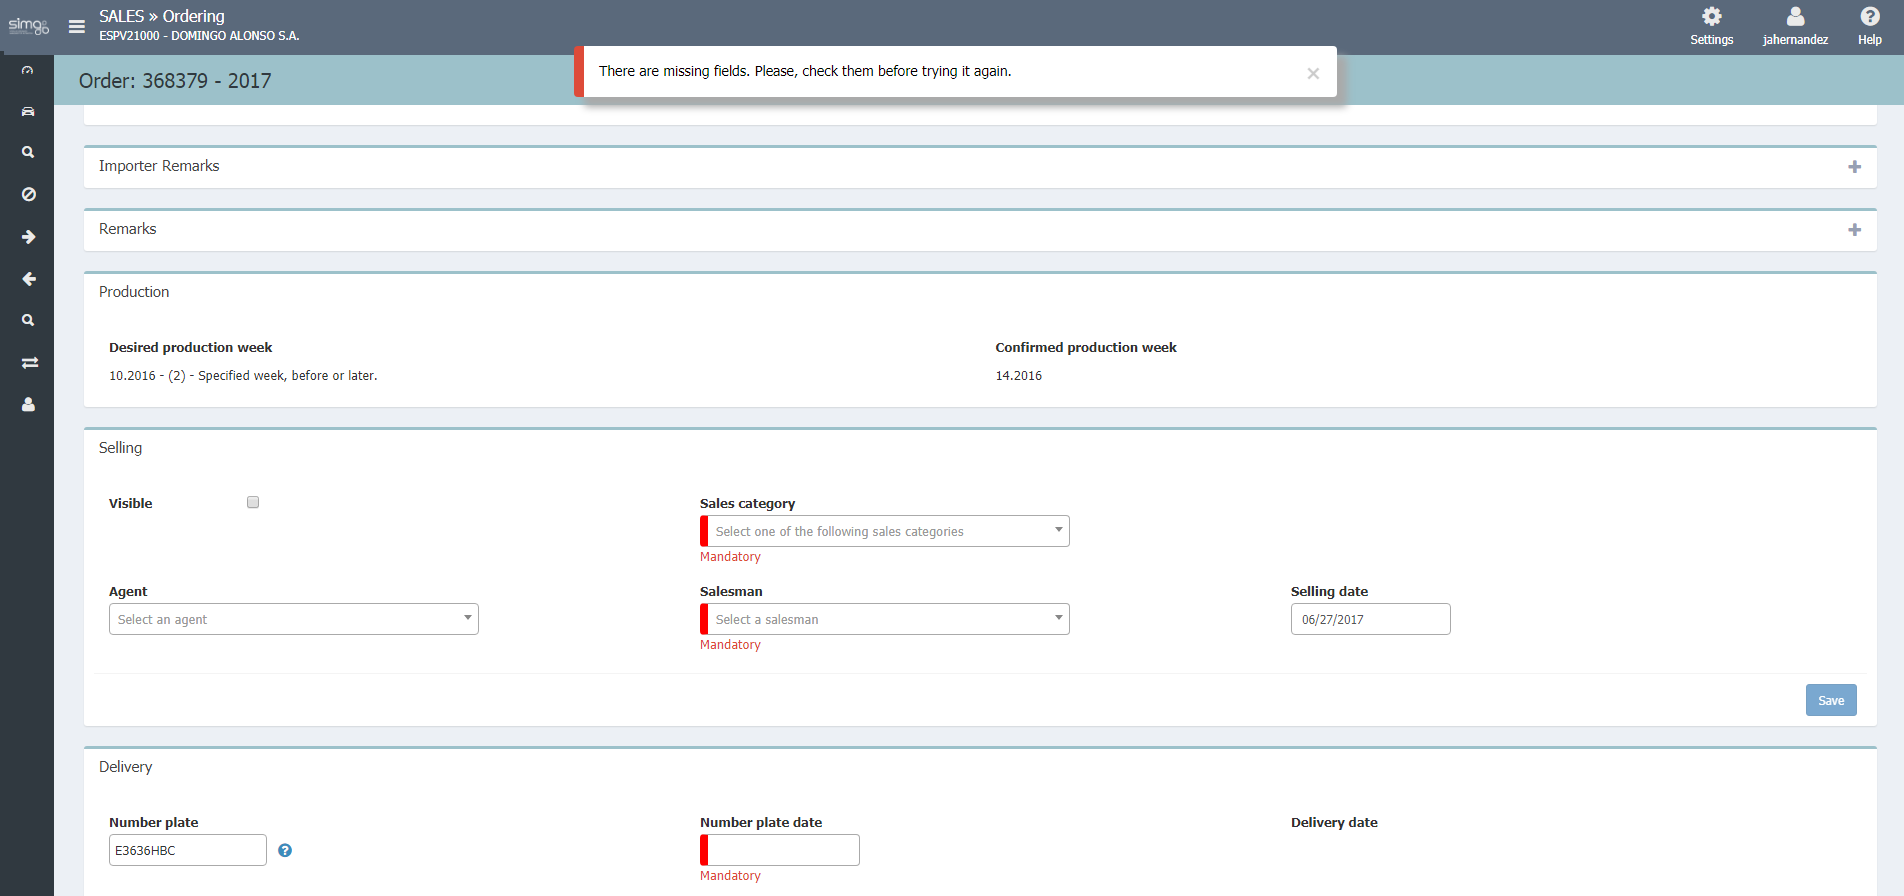 simgo
SALES » Ordering
ESPV21000 - DOMINGO ALONSO S.A.
Settings
jahernandez
Help
There are missing fields. Please, check them before trying it again.
×
Order: 368379 - 2017
Importer Remarks
Remarks
Production
Desired production week
Confirmed production week
10.2016 - (2) - Specified week, before or later.
14.2016
Selling
Visible
Sales category
Select one of the following sales categories
Mandatory
Agent
Salesman
Selling date
Select an agent
Select a salesman
06/27/2017
Mandatory
Save
Delivery
Number plate
Number plate date
Delivery date
E3636HBC
Mandatory